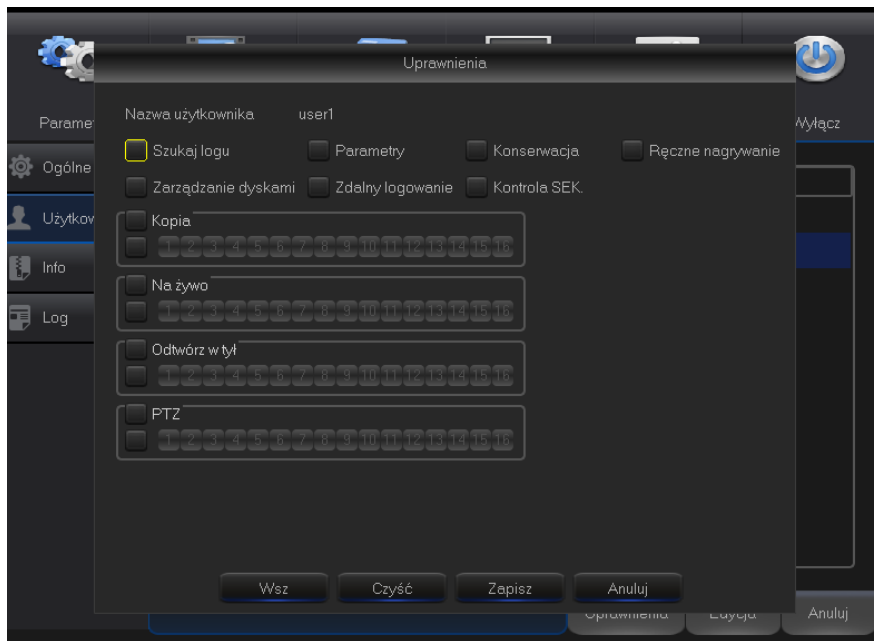 Uprawnienia
Parame
Wyłącz
Nazwa użytkownika user1
Szukaj logu Parametry Konserwacja Ręczne nagrywanie
Ogólne
Zarządzanie dyskami Zdalny logowanie Kontrola SEK.
Użytkow
Kopia
1 2 3 4 5 6 7 8 9 10 11 12 13 14 15 16
Info
Na żywo
1 2 3 4 5 6 7 8 9 10 11 12 13 14 15 16
Log
Odtwórz w tył
1 2 3 4 5 6 7 8 9 10 11 12 13 14 15 16
PTZ
1 2 3 4 5 6 7 8 9 10 11 12 13 14 15 16
Wsz Czyść Zapisz Anuluj
Uprawnienia Edycja Anuluj